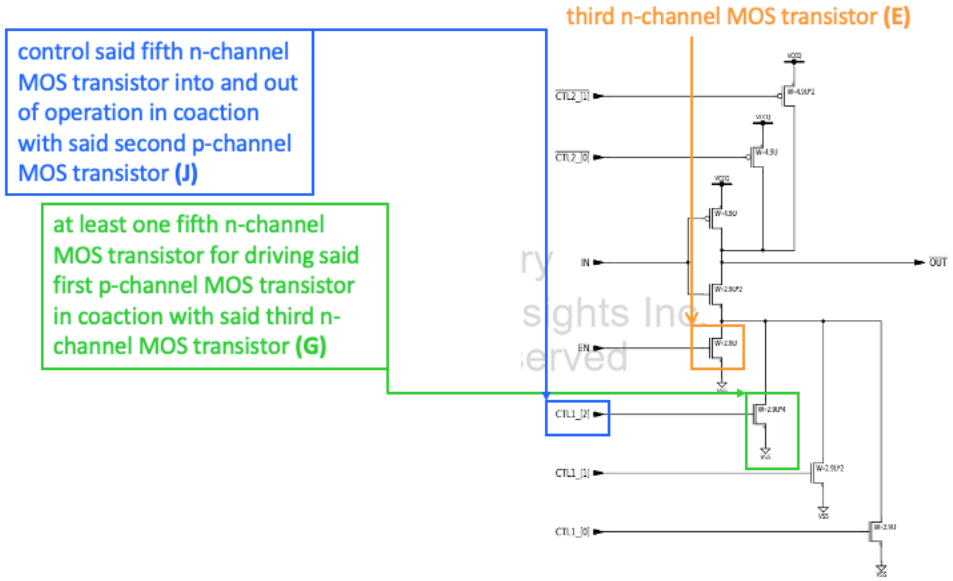 third n-channel MOS transistor (E)
control said fifth n-channel
MOS transistor into and out
of operation in coaction
with said second p-channel
MOS transistor (J)
at least one fifth n-channel
MOS transistor for driving said
first p-channel MOS transistor
in coaction with said third n-
channel MOS transistor (G)
VCCQ
CTL2_[1]
W=4.9U*2
VCCQ
CTL2_[0]
W=4.9U
VCCQ
W=4.9U
ry
IN
OUT
W=2.9U*2
sights Inc.
EN
W=2.9U
served
CTL1_[2]
W=2.9U*4
VSS
CTL1_[1]
W=2.9U*2
VSS
CTL1_[0]
W=2.9U
VSS